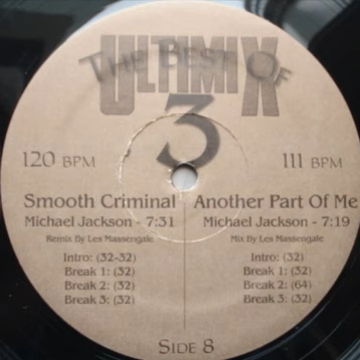 The Best Of
ULTIMIX
3
120 BPM
111 BPM
Smooth Criminal
Michael Jackson - 7:31
Remix By Les Massengale
Intro: (32-32)
Break 1: (32)
Break 2: (32)
Break 3: (32)
Another Part Of Me
Michael Jackson - 7:19
Mix By Les Massengale
Intro: (32)
Break 1: (32)
Break 2: (64)
Break 3: (32)
Side 8